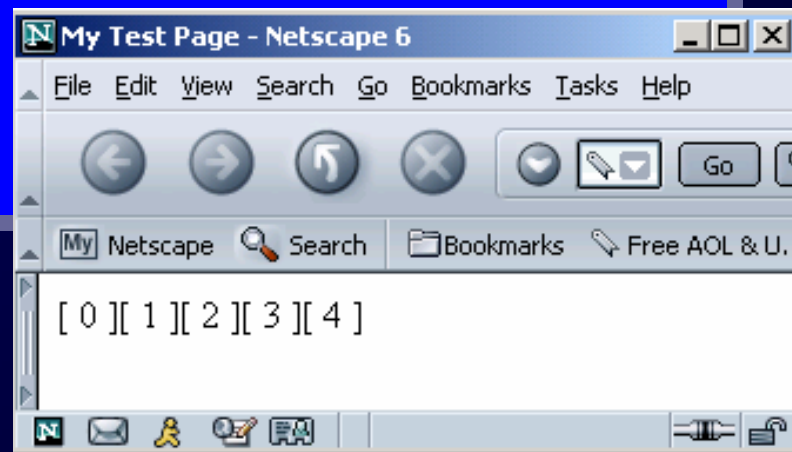 N My Test Page - Netscape 6
File Edit View Search Go Bookmarks Tasks Help
Go
My Netscape Search Bookmarks Free AOL & U.
[ 0 ][ 1 ][ 2 ][ 3 ][ 4 ]
N